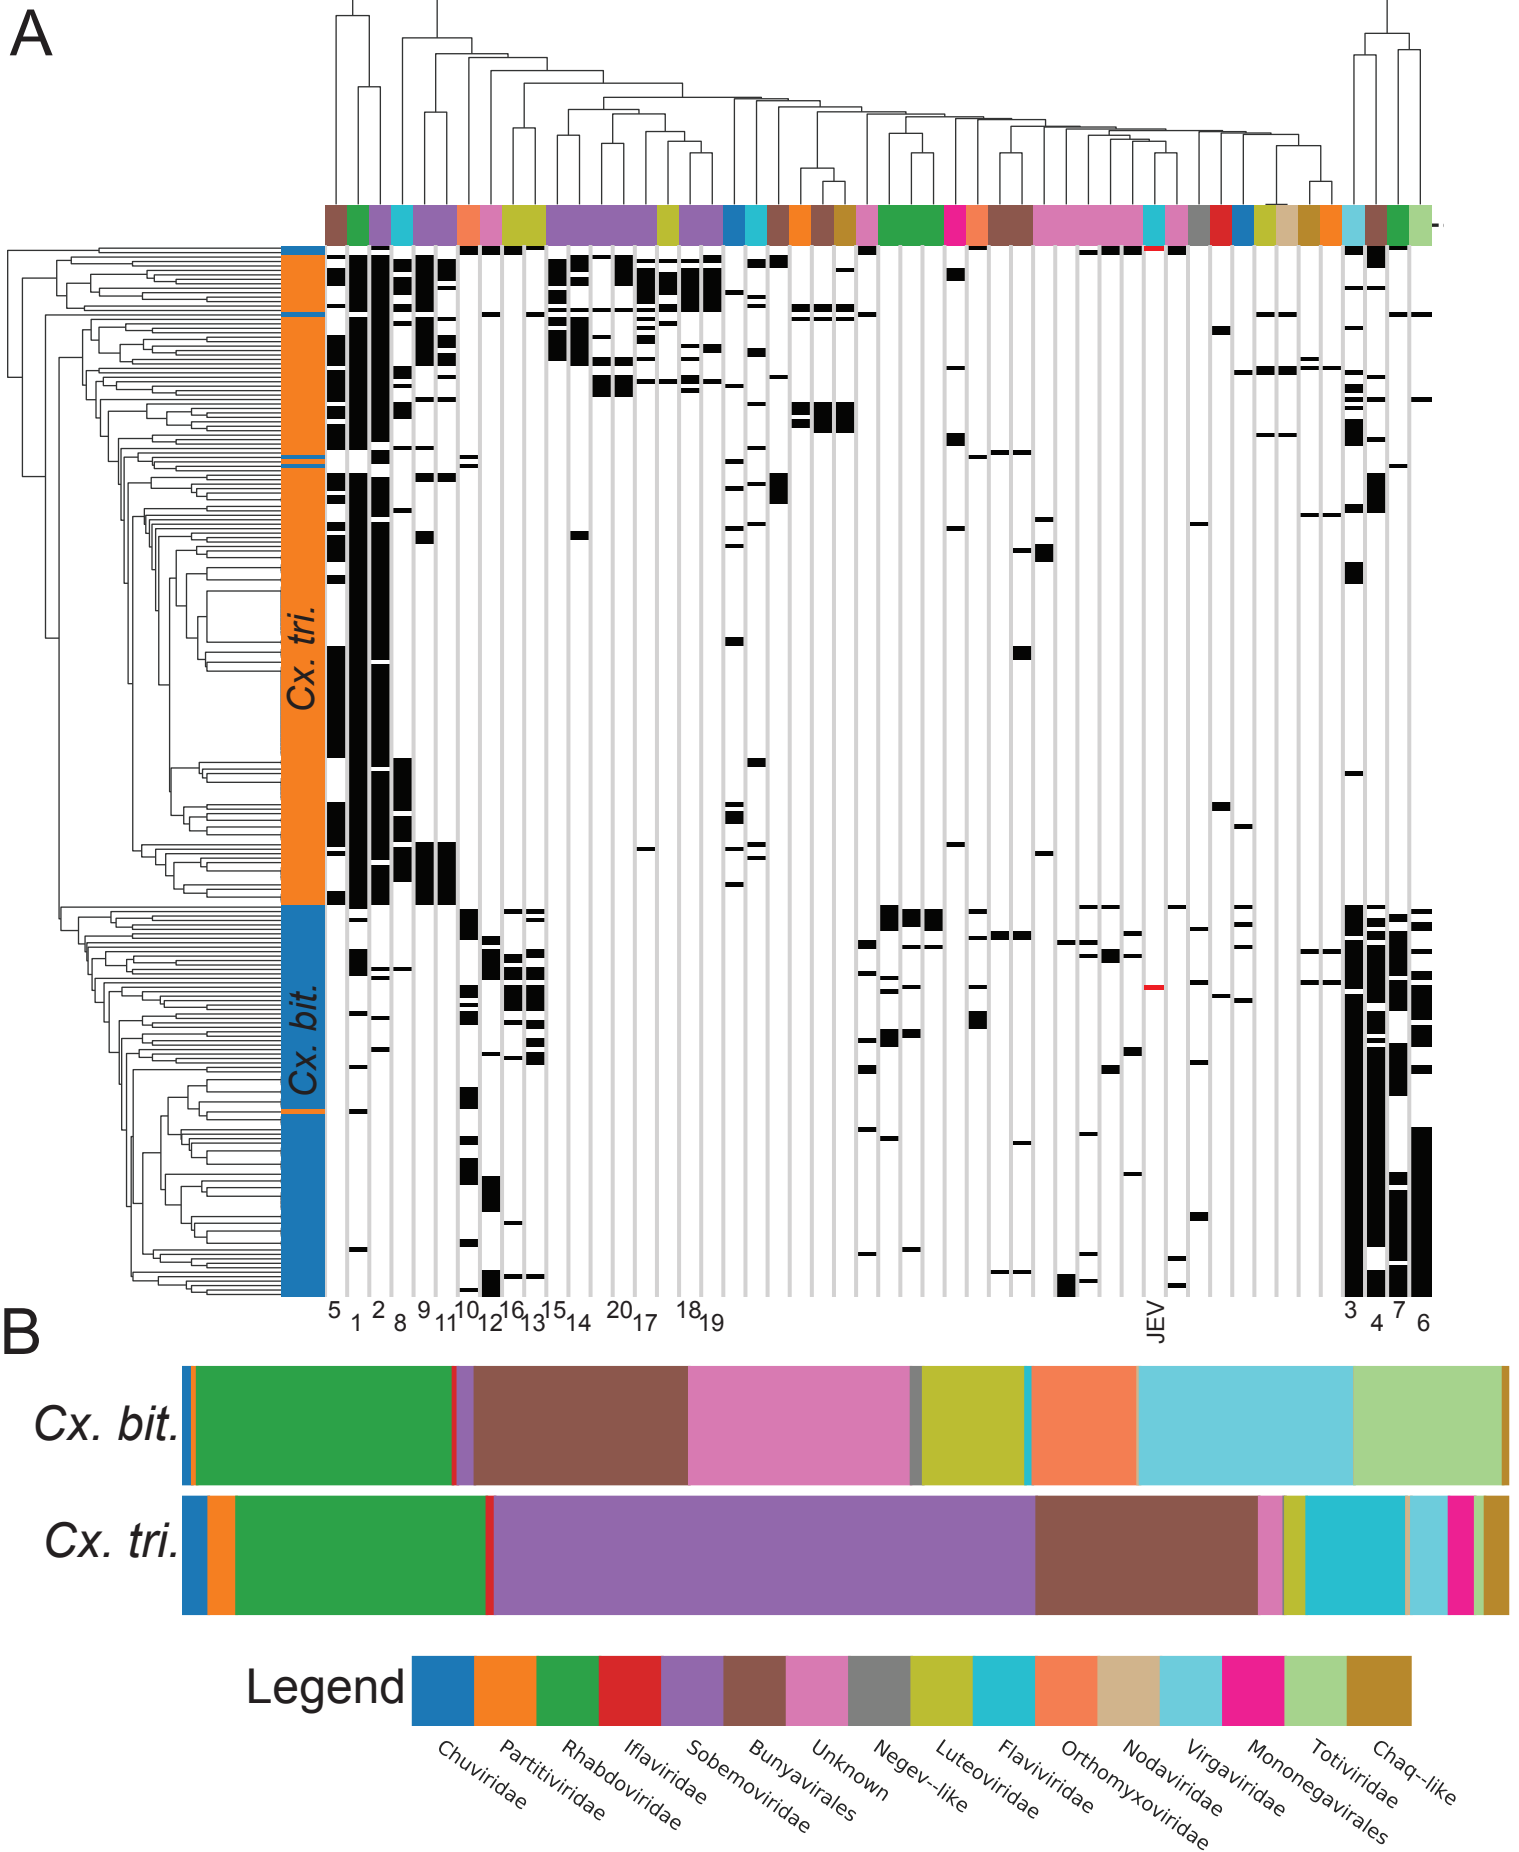 A
Cx. tri.
Cx. bit.
5 2 9 10 16 15 20 18 3 7
1 8 11 12 13 14 17 19 JEV 4 6
B
Cx. bit.
Cx. tri.
Legend
Chuviridae
Partitiviridae
Rhabdoviridae
Iflaviridae
Sobemoviridae
Bunyavirales
Unknown
Negev--like
Luteoviridae
Flaviviridae
Orthomyxoviridae
Nodaviridae
Virgaviridae
Mononegavirales
Totiviridae
Chaq--like